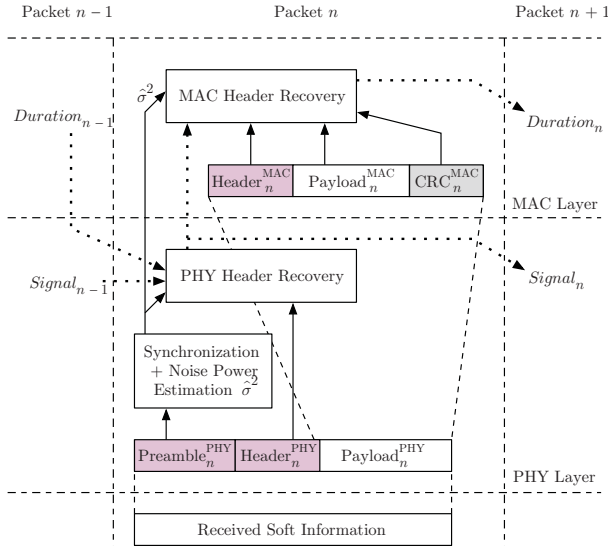 Packet n − 1
Packet n
Packet n + 1
σ̂²
MAC Header Recovery
Duration_{n−1}
Duration_n
Header_n^{MAC}
Payload_n^{MAC}
CRC_n^{MAC}
MAC Layer
Signal_{n−1}
PHY Header Recovery
Signal_n
Synchronization
+ Noise Power
Estimation σ̂²
Preamble_n^{PHY}
Header_n^{PHY}
Payload_n^{PHY}
PHY Layer
Received Soft Information